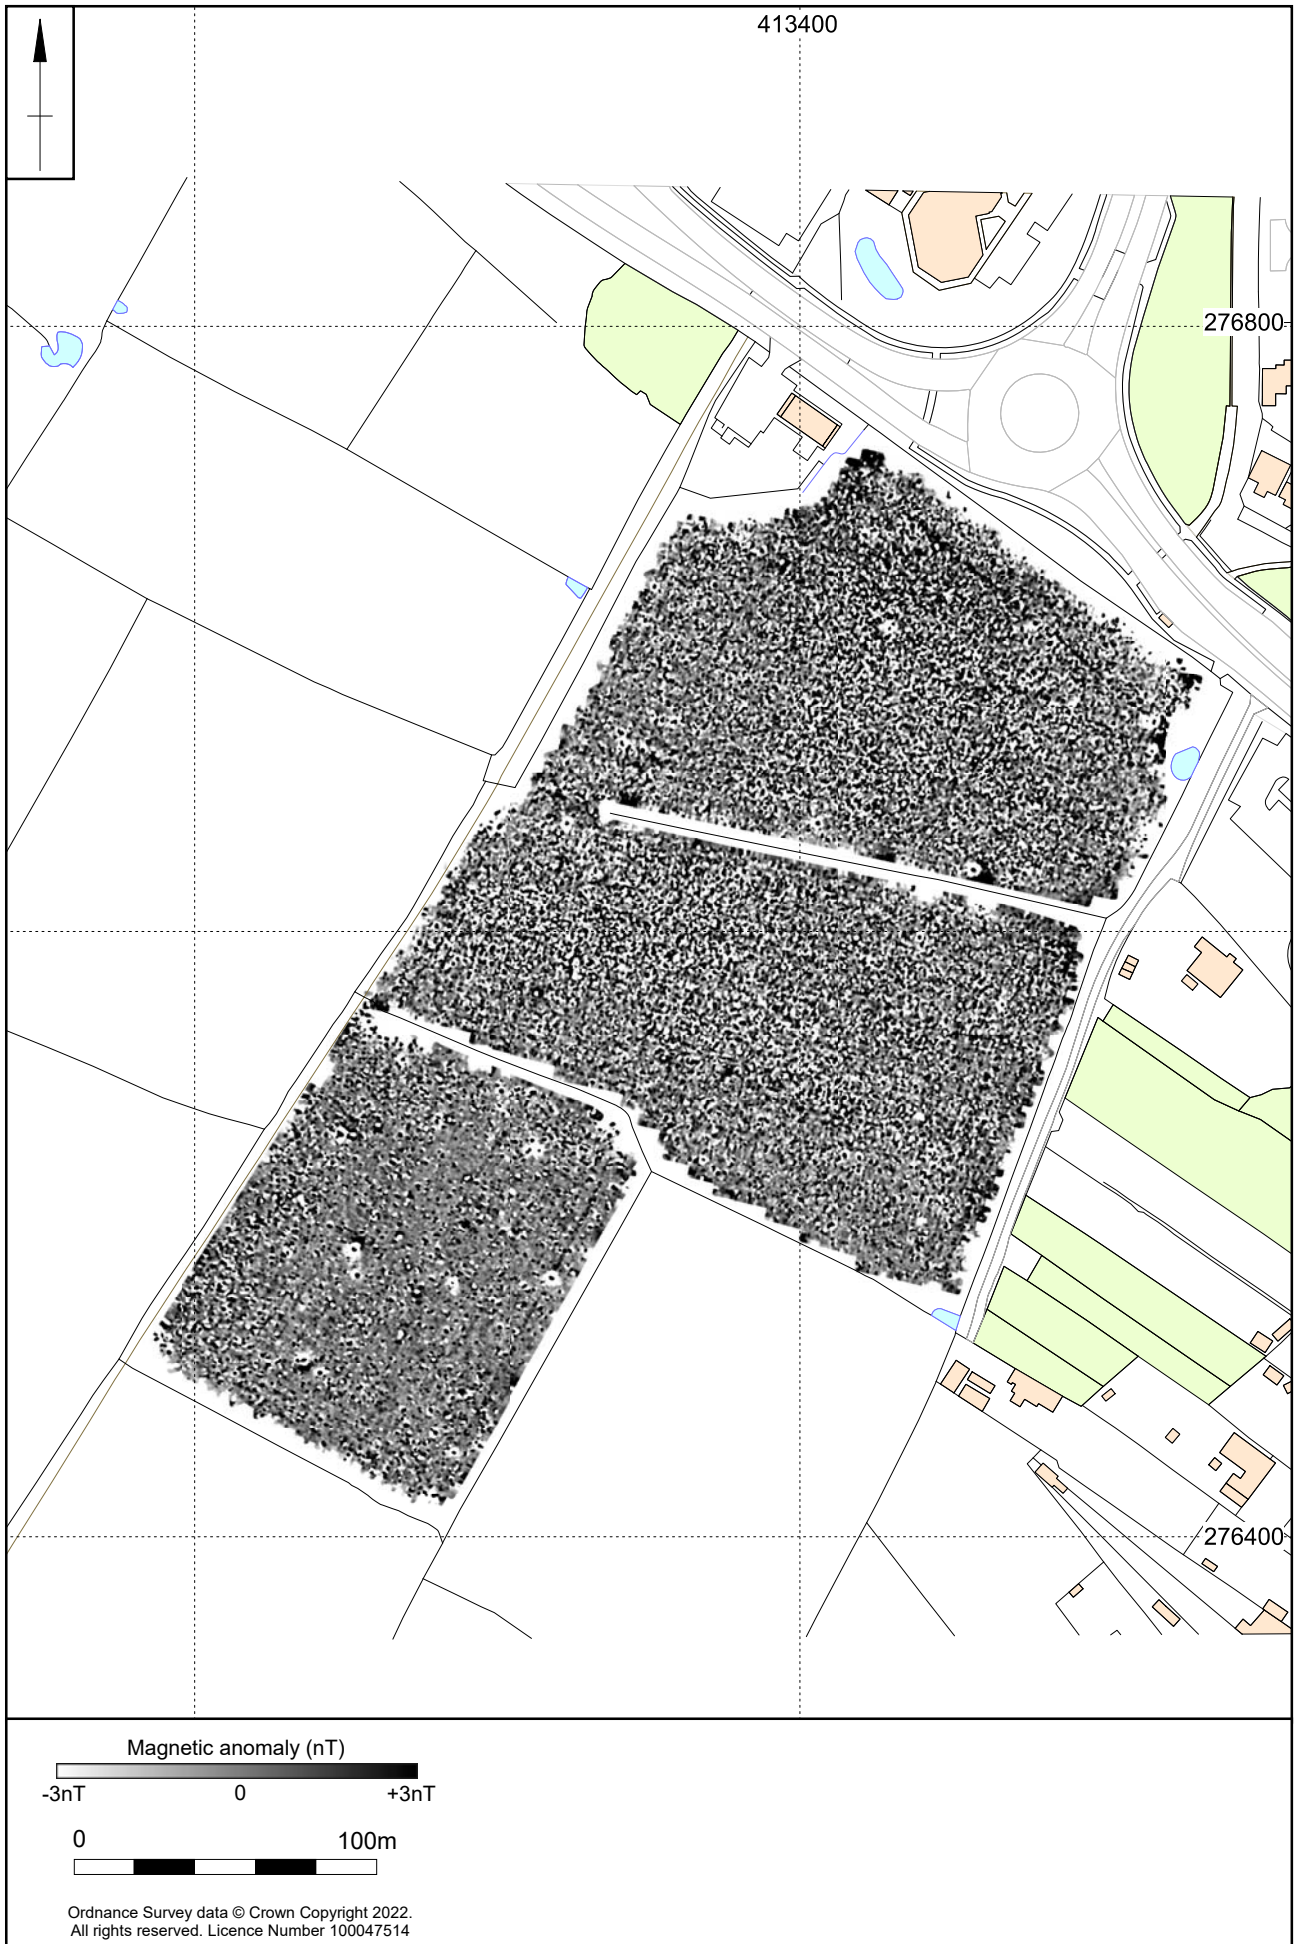 413400
276800
276400
Magnetic anomaly (nT)
-3nT 0 +3nT
0 100m
Ordnance Survey data © Crown Copyright 2022.
All rights reserved. Licence Number 100047514